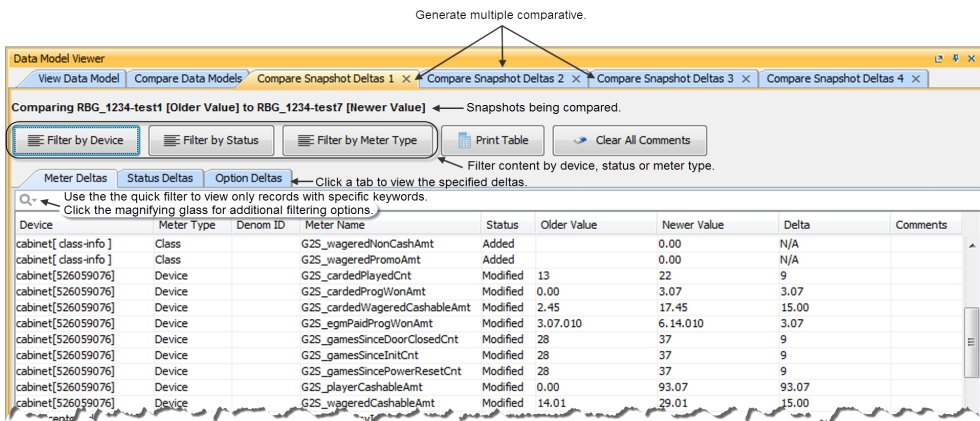 Generate multiple comparative.
Data Model Viewer
View Data Model Compare Data Models Compare Snapshot Deltas 1 Compare Snapshot Deltas 2 Compare Snapshot Deltas 3 Compare Snapshot Deltas 4
Comparing RBG_1234-test1 [Older Value] to RBG_1234-test7 [Newer Value] Snapshots being compared.
Filter by Device Filter by Status Filter by Meter Type Print Table Clear All Comments
Filter content by device, status or meter type.
Meter Deltas Status Deltas Option Deltas Click a tab to view the specified deltas.
Use the the quick filter to view only records with specific keywords.
Click the magnifying glass for additional filtering options.
Device Meter Type Denom ID Meter Name Status Older Value Newer Value Delta Comments
cabinet[ class-info ] Class G2S_wageredNonCashAmt Added 0.00 N/A
cabinet[ class-info ] Class G2S_wageredPromoAmt Added 0.00 N/A
cabinet[526059076] Device G2S_cardedPlayedCnt Modified 13 22 9
cabinet[526059076] Device G2S_cardedProgWonAmt Modified 0.00 3.07 3.07
cabinet[526059076] Device G2S_cardedWageredCashableAmt Modified 2.45 17.45 15.00
cabinet[526059076] Device G2S_egmPaidProgWonAmt Modified 3.07.010 6.14.010 3.07
cabinet[526059076] Device G2S_gamesSinceDoorClosedCnt Modified 28 37 9
cabinet[526059076] Device G2S_gamesSinceInitCnt Modified 28 37 9
cabinet[526059076] Device G2S_gamesSincePowerResetCnt Modified 28 37 9
cabinet[526059076] Device G2S_playerCashableAmt Modified 0.00 93.07 93.07
cabinet[526059076] Device G2S_wageredCashableAmt Modified 14.01 29.01 15.00